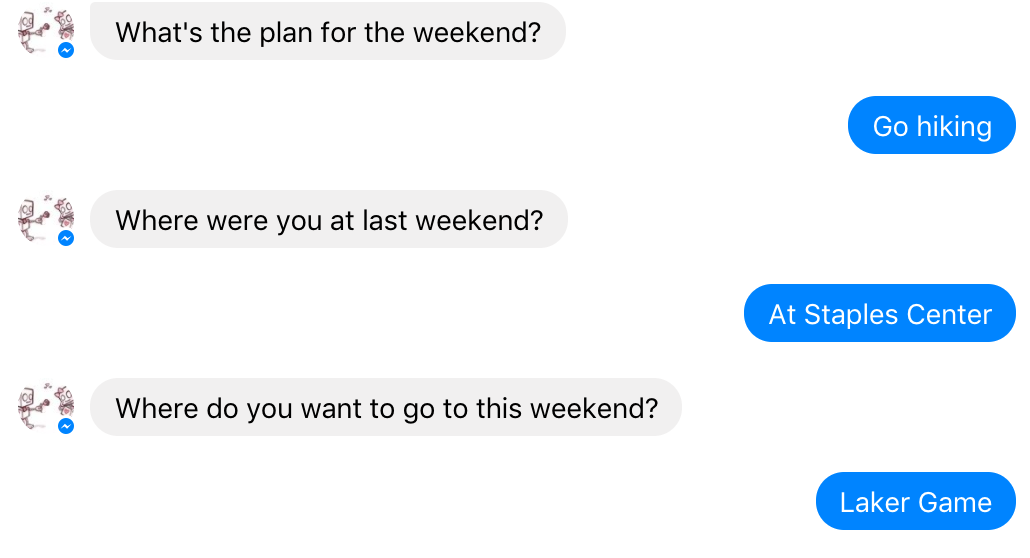 What's the plan for the weekend?
Go hiking
Where were you at last weekend?
At Staples Center
Where do you want to go to this weekend?
Laker Game